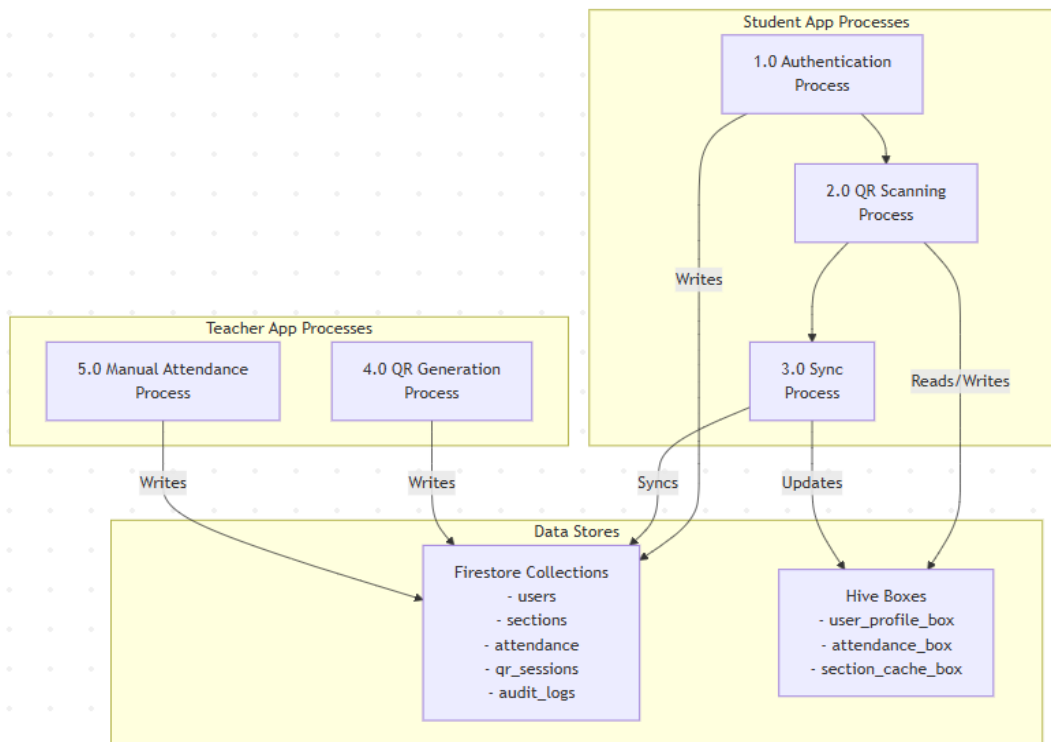 Student App Processes
1.0 Authentication
Process
2.0 QR Scanning
Process
Writes
Teacher App Processes
5.0 Manual Attendance
Process
4.0 QR Generation
Process
3.0 Sync
Process
Reads/Writes
Writes
Writes
Syncs
Updates
Data Stores
Firestore Collections
- users
- sections
- attendance
- qr_sessions
- audit_logs
Hive Boxes
- user_profile_box
- attendance_box
- section_cache_box